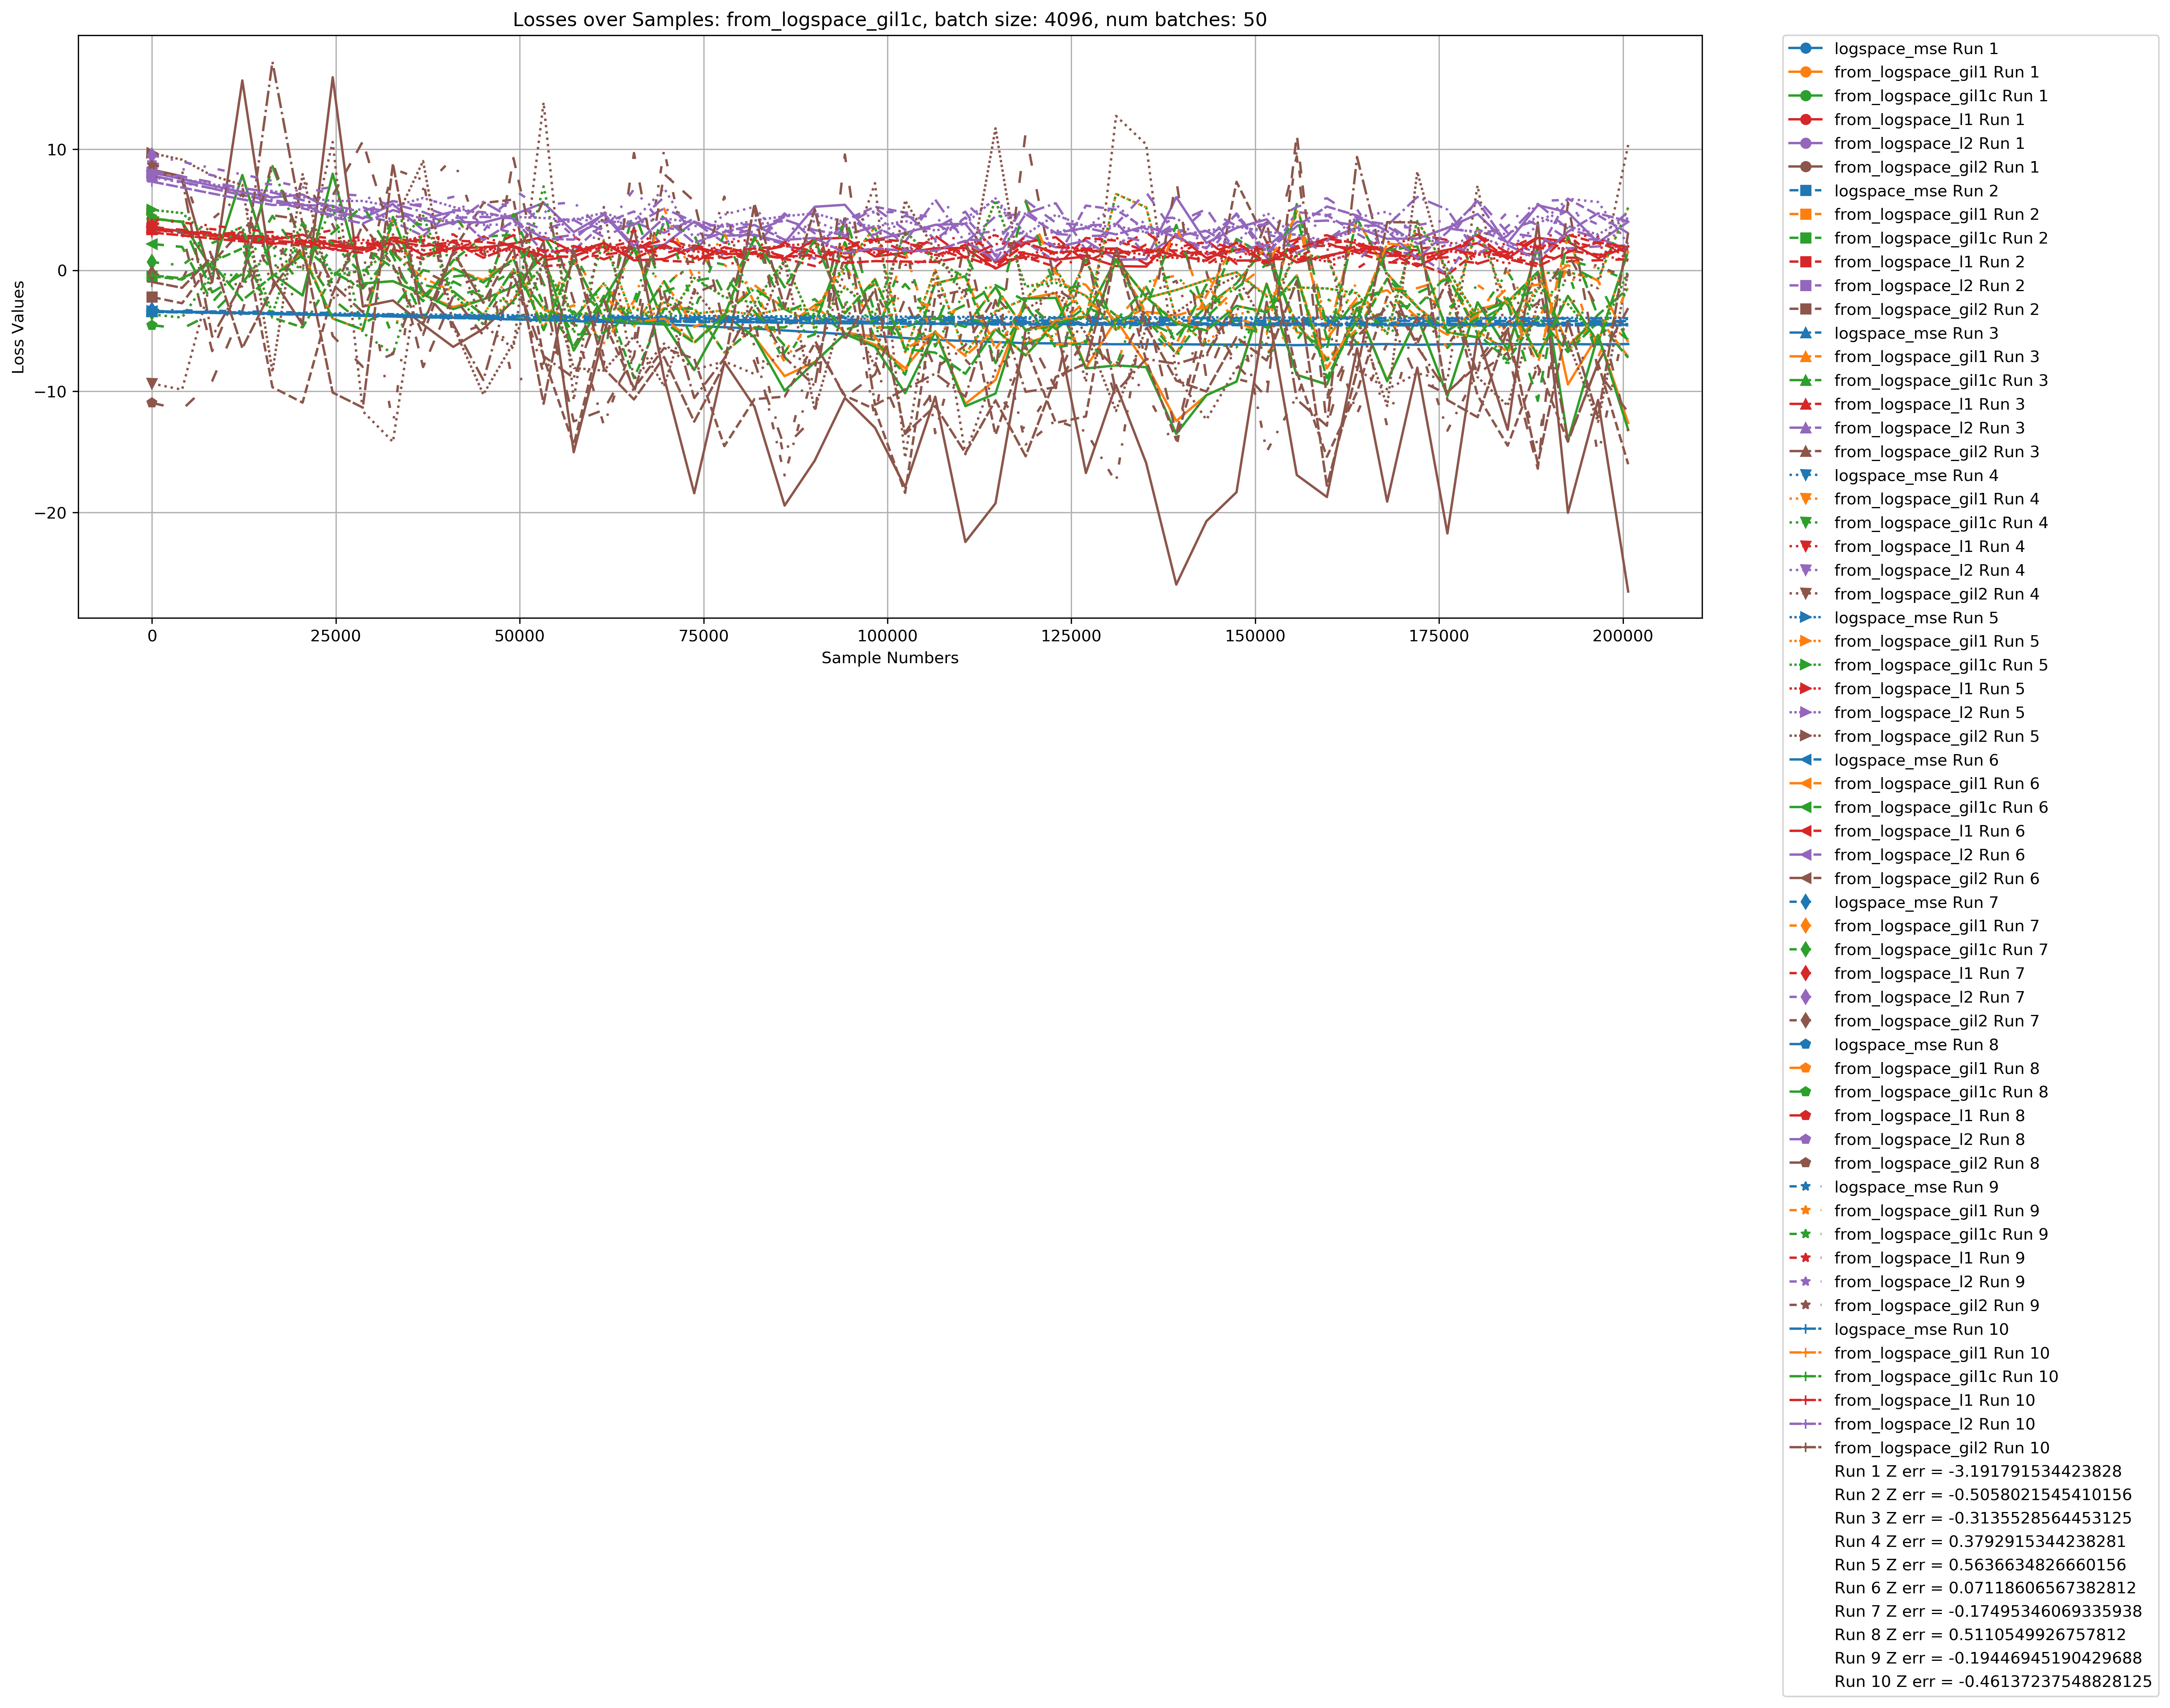 Losses over Samples: from_logspace_gil1c, batch size: 4096, num batches: 50
Loss Values
10
0
−10
−20
0
25000
50000
75000
100000
125000
150000
175000
200000
Sample Numbers
logspace_mse Run 1
from_logspace_gil1 Run 1
from_logspace_gil1c Run 1
from_logspace_l1 Run 1
from_logspace_l2 Run 1
from_logspace_gil2 Run 1
logspace_mse Run 2
from_logspace_gil1 Run 2
from_logspace_gil1c Run 2
from_logspace_l1 Run 2
from_logspace_l2 Run 2
from_logspace_gil2 Run 2
logspace_mse Run 3
from_logspace_gil1 Run 3
from_logspace_gil1c Run 3
from_logspace_l1 Run 3
from_logspace_l2 Run 3
from_logspace_gil2 Run 3
logspace_mse Run 4
from_logspace_gil1 Run 4
from_logspace_gil1c Run 4
from_logspace_l1 Run 4
from_logspace_l2 Run 4
from_logspace_gil2 Run 4
logspace_mse Run 5
from_logspace_gil1 Run 5
from_logspace_gil1c Run 5
from_logspace_l1 Run 5
from_logspace_l2 Run 5
from_logspace_gil2 Run 5
logspace_mse Run 6
from_logspace_gil1 Run 6
from_logspace_gil1c Run 6
from_logspace_l1 Run 6
from_logspace_l2 Run 6
from_logspace_gil2 Run 6
logspace_mse Run 7
from_logspace_gil1 Run 7
from_logspace_gil1c Run 7
from_logspace_l1 Run 7
from_logspace_l2 Run 7
from_logspace_gil2 Run 7
logspace_mse Run 8
from_logspace_gil1 Run 8
from_logspace_gil1c Run 8
from_logspace_l1 Run 8
from_logspace_l2 Run 8
from_logspace_gil2 Run 8
logspace_mse Run 9
from_logspace_gil1 Run 9
from_logspace_gil1c Run 9
from_logspace_l1 Run 9
from_logspace_l2 Run 9
from_logspace_gil2 Run 9
logspace_mse Run 10
from_logspace_gil1 Run 10
from_logspace_gil1c Run 10
from_logspace_l1 Run 10
from_logspace_l2 Run 10
from_logspace_gil2 Run 10
Run 1 Z err = -3.191791534423828
Run 2 Z err = -0.5058021545410156
Run 3 Z err = -0.3135528564453125
Run 4 Z err = 0.3792915344238281
Run 5 Z err = 0.5636634826660156
Run 6 Z err = 0.07118606567382812
Run 7 Z err = -0.17495346069335938
Run 8 Z err = 0.5110549926757812
Run 9 Z err = -0.19446945190429688
Run 10 Z err = -0.46137237548828125